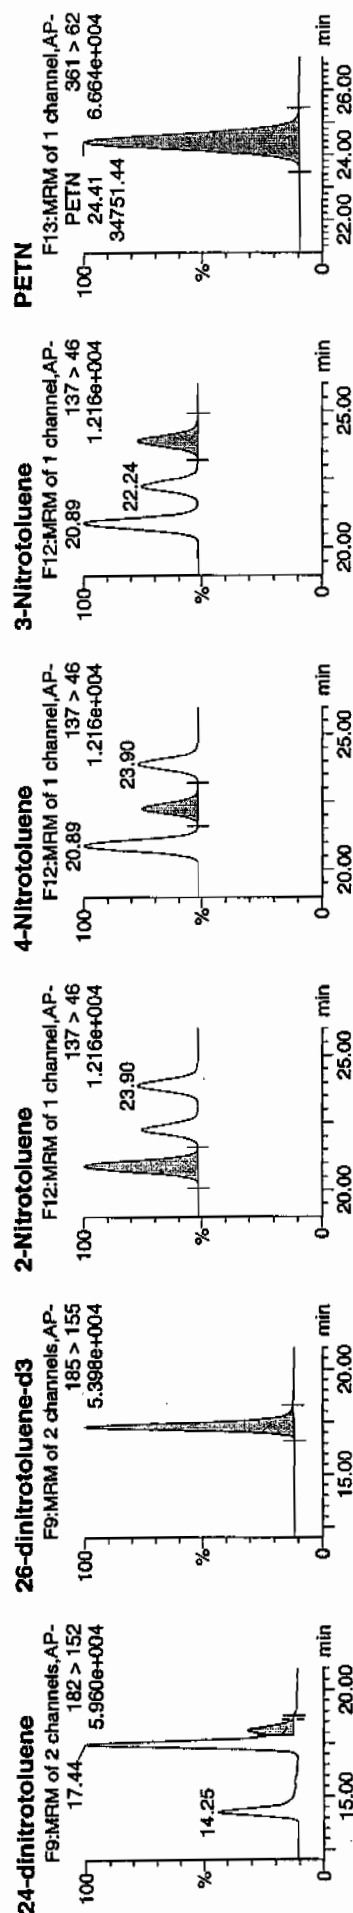 24-dinitrotoluene
F9:MRM of 2 channels,AP-
182 > 152
5.960e+004
100
17.44
14.25
%
0
15.00
20.00
min
26-dinitrotoluene-d3
F9:MRM of 2 channels,AP-
185 > 155
5.398e+004
100
%
0
15.00
20.00
min
2-Nitrotoluene
F12:MRM of 1 channel,AP-
137 > 46
1.216e+004
100
23.90
%
0
20.00
25.00
min
4-Nitrotoluene
F12:MRM of 1 channel,AP-
137 > 46
1.216e+004
100
20.89
23.90
%
0
20.00
25.00
min
3-Nitrotoluene
F12:MRM of 1 channel,AP-
137 > 46
1.216e+004
100
20.89
22.24
%
0
20.00
25.00
min
PETN
F13:MRM of 1 channel,AP-
361 > 62
6.664e+004
100
PETN
24.41
34751.44
%
0
22.00
24.00
26.00
min